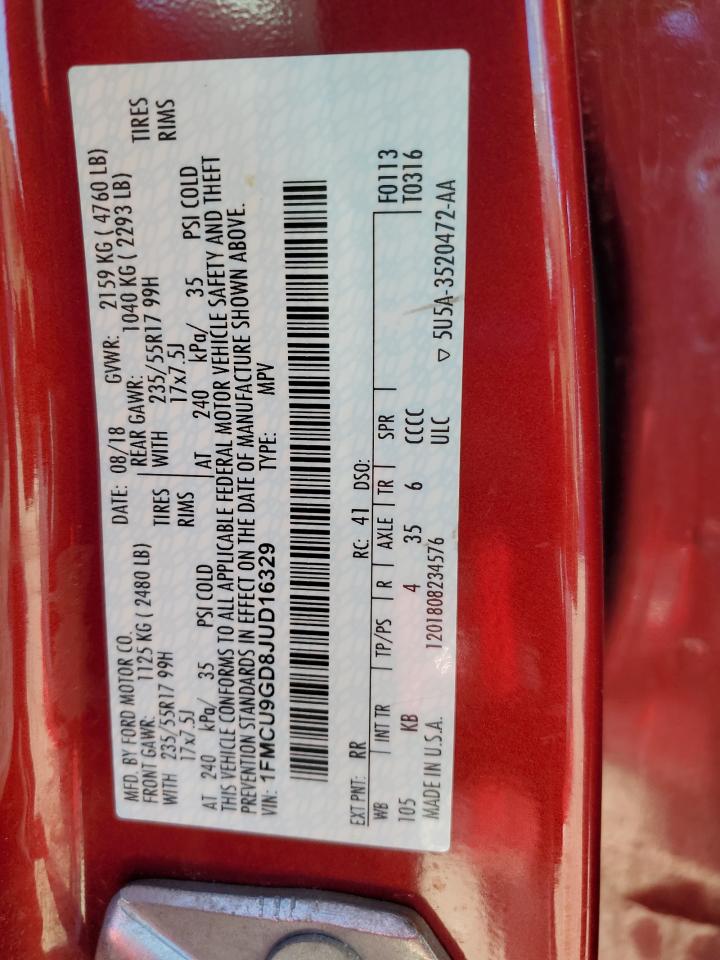 MFD. BY FORD MOTOR CO. DATE: 08/18 GVWR: 2159 KG ( 4760 LB)
FRONT GAWR: 1125 KG ( 2480 LB) REAR GAWR: 1040 KG ( 2293 LB)
WITH 235/55R17 99H TIRES WITH 235/55R17 99H TIRES
17x7.5J RIMS 17x7.5J RIMS
AT 240 kPa/ 35 PSI COLD AT 240 kPa/ 35 PSI COLD
THIS VEHICLE CONFORMS TO ALL APPLICABLE FEDERAL MOTOR VEHICLE SAFETY AND THEFT
PREVENTION STANDARDS IN EFFECT ON THE DATE OF MANUFACTURE SHOWN ABOVE.
VIN: 1FMCU9GD8JUD16329 TYPE: MPV
EXT PNT: RR RC: 41 DSO:
WB INT TR TP/PS R AXLE TR SPR F0113
105 KB 4 35 6 CCCC T0316
MADE IN U.S.A. 1201808234576 ULC ▽ 5U5A-3520472-AA